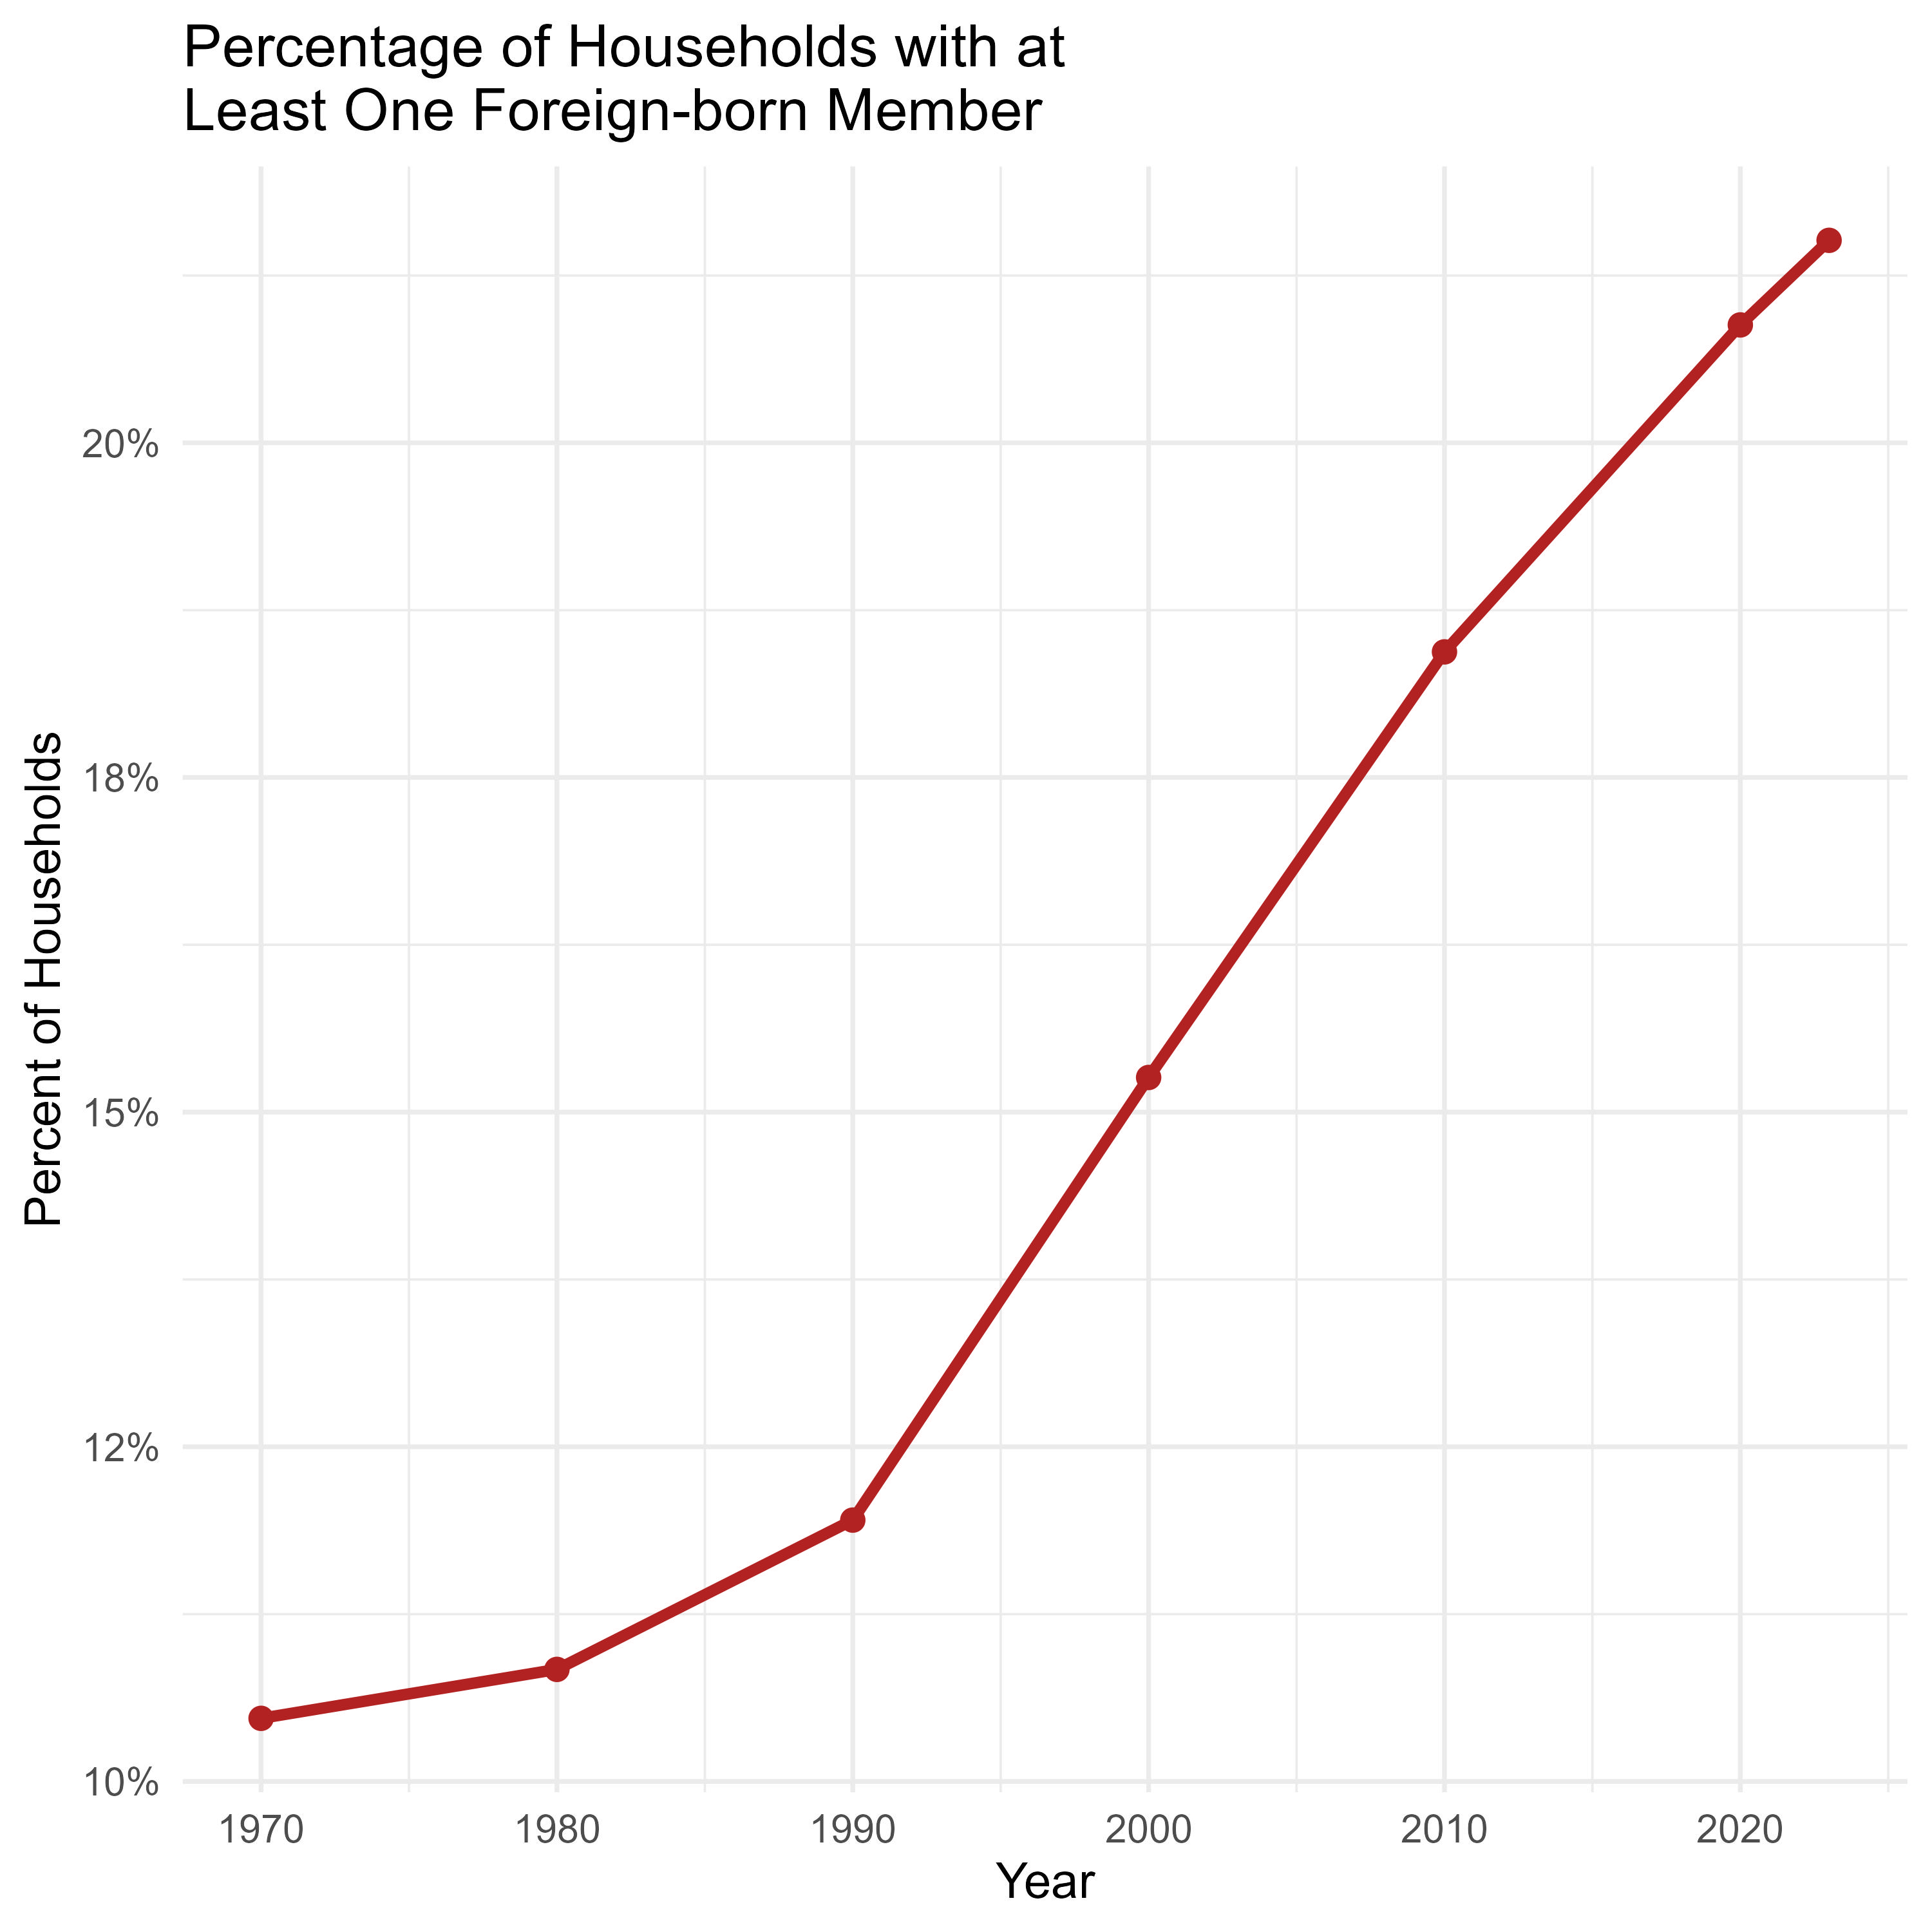 Percentage of Households with at
Least One Foreign-born Member
Percent of Households
20%
18%
15%
12%
10%
1970 1980 1990 2000 2010 2020
Year